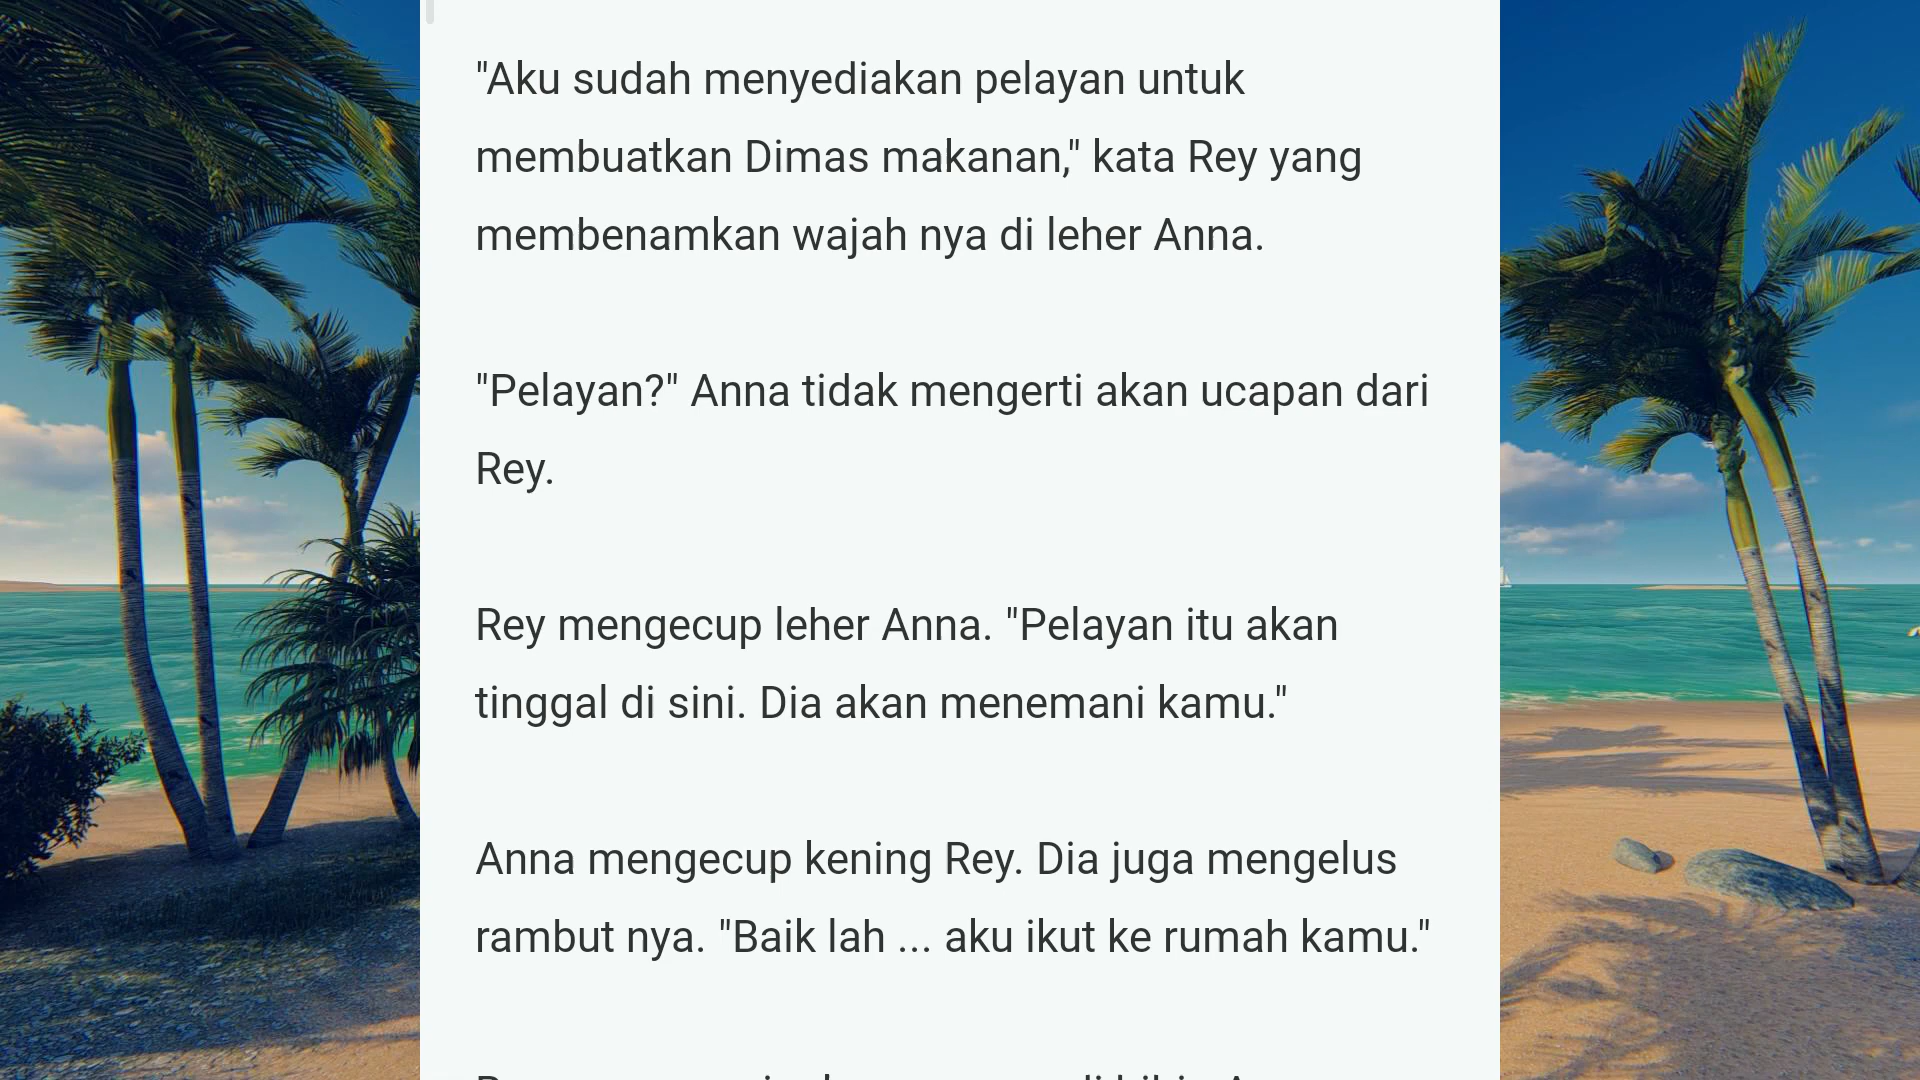 "Aku sudah menyediakan pelayan untuk
membuatkan Dimas makanan," kata Rey yang
membenamkan wajah nya di leher Anna.
"Pelayan?" Anna tidak mengerti akan ucapan dari
Rey.
Rey mengecup leher Anna. "Pelayan itu akan
tinggal di sini. Dia akan menemani kamu."
Anna mengecup kening Rey. Dia juga mengelus
rambut nya. "Baik lah ... aku ikut ke rumah kamu."